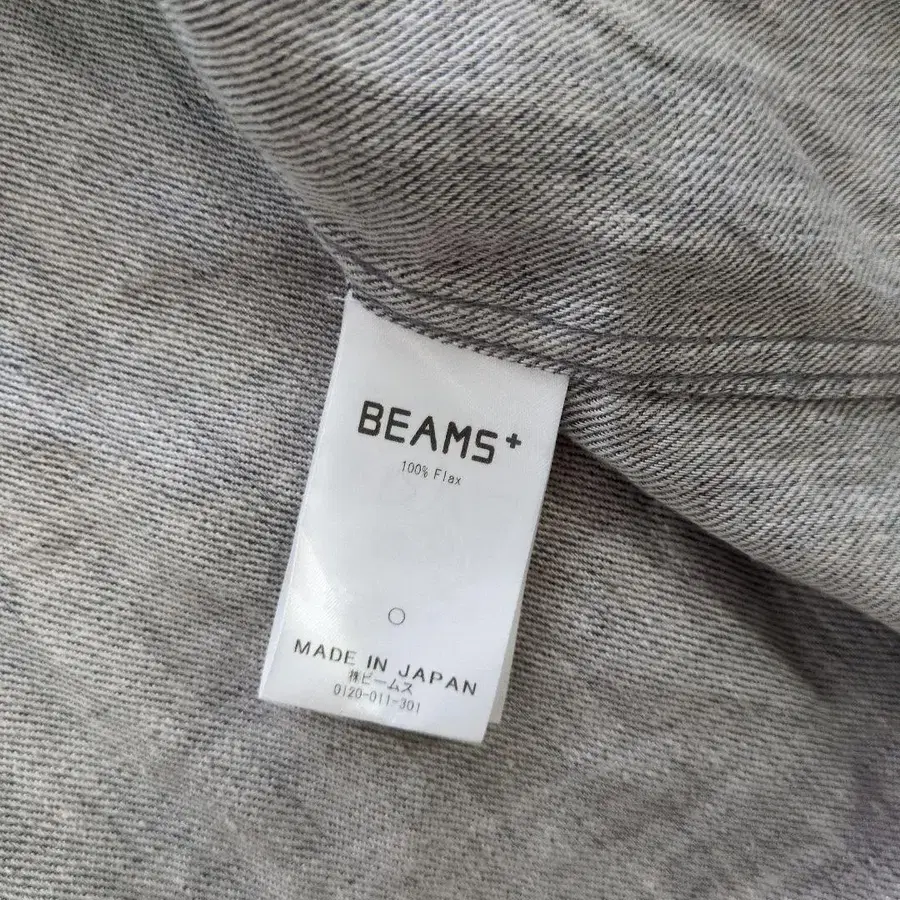 BEAMS+
100% Flax
MADE IN JAPAN
㈱ビームス
0120-011-301